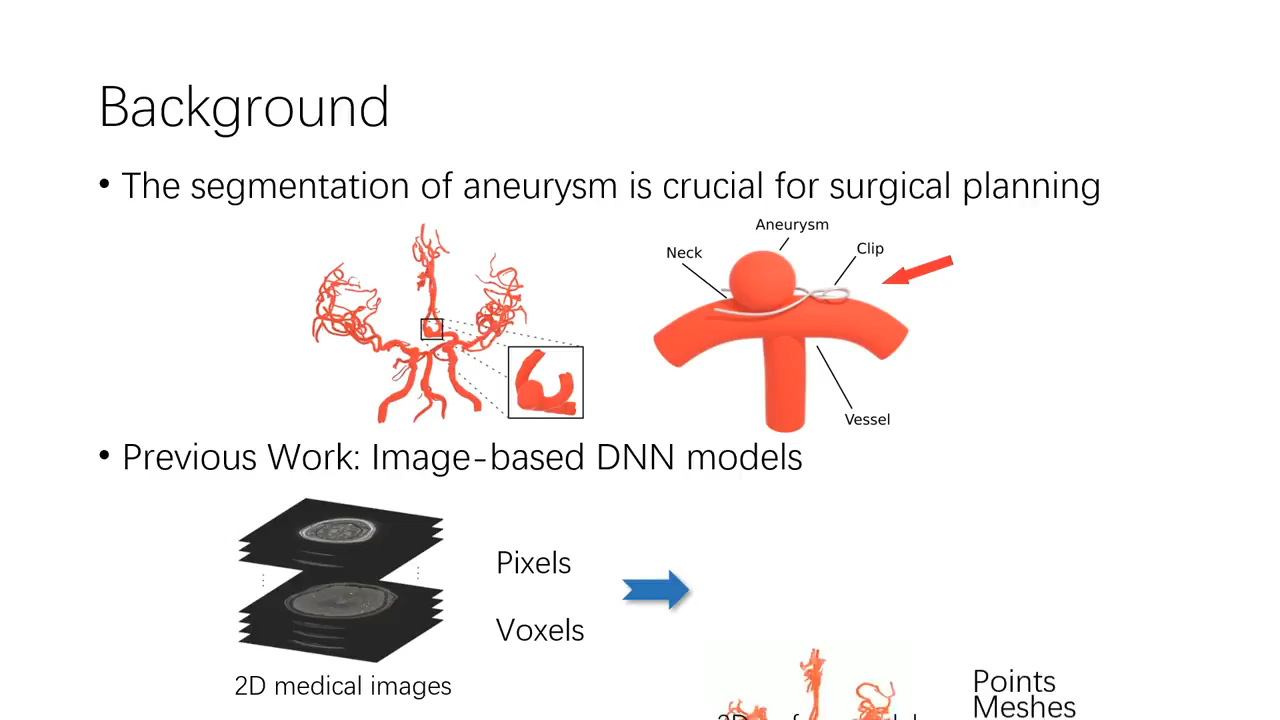 Background
• The segmentation of aneurysm is crucial for surgical planning
Aneurysm
Neck
Clip
Vessel
• Previous Work: Image-based DNN models
Pixels
Voxels
2D medical images
Points
Meshes